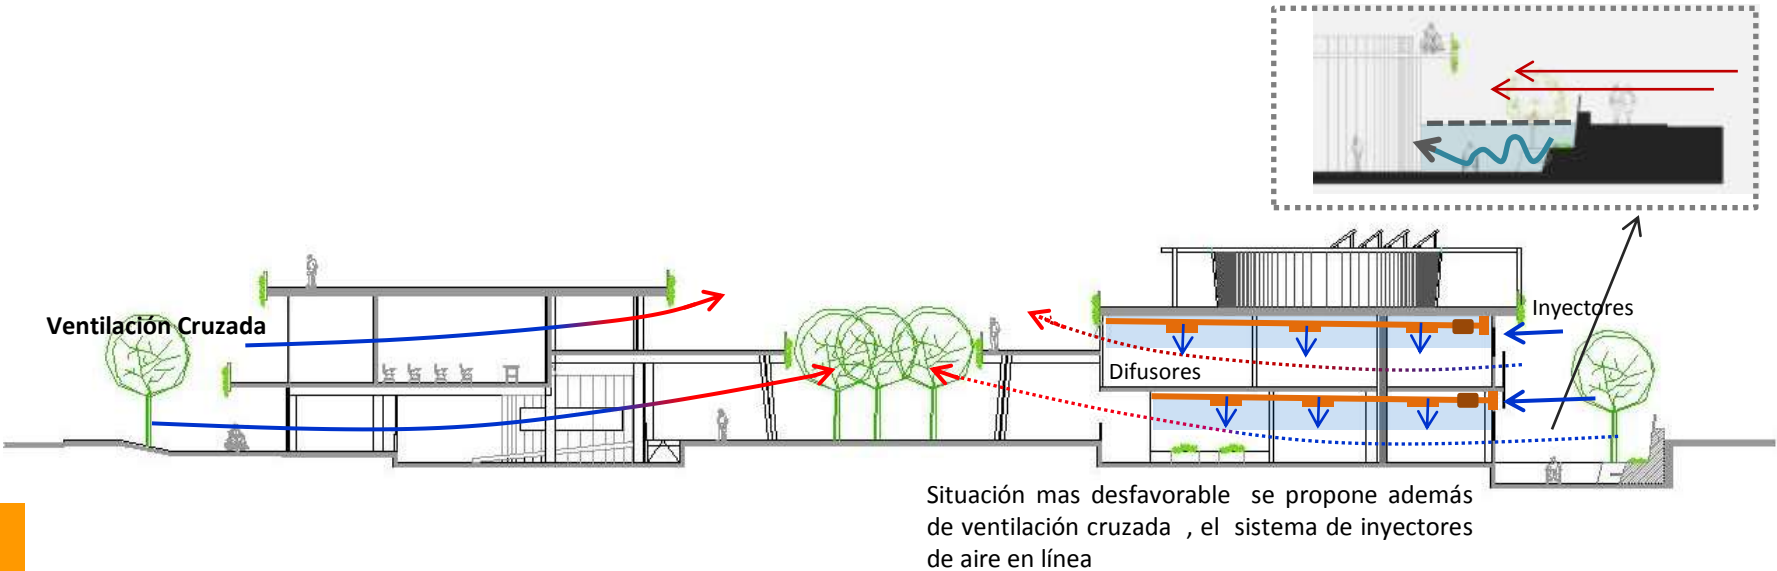 Ventilación Cruzada
Inyectores
Difusores
Situación mas desfavorable se propone además
de ventilación cruzada , el sistema de inyectores
de aire en línea